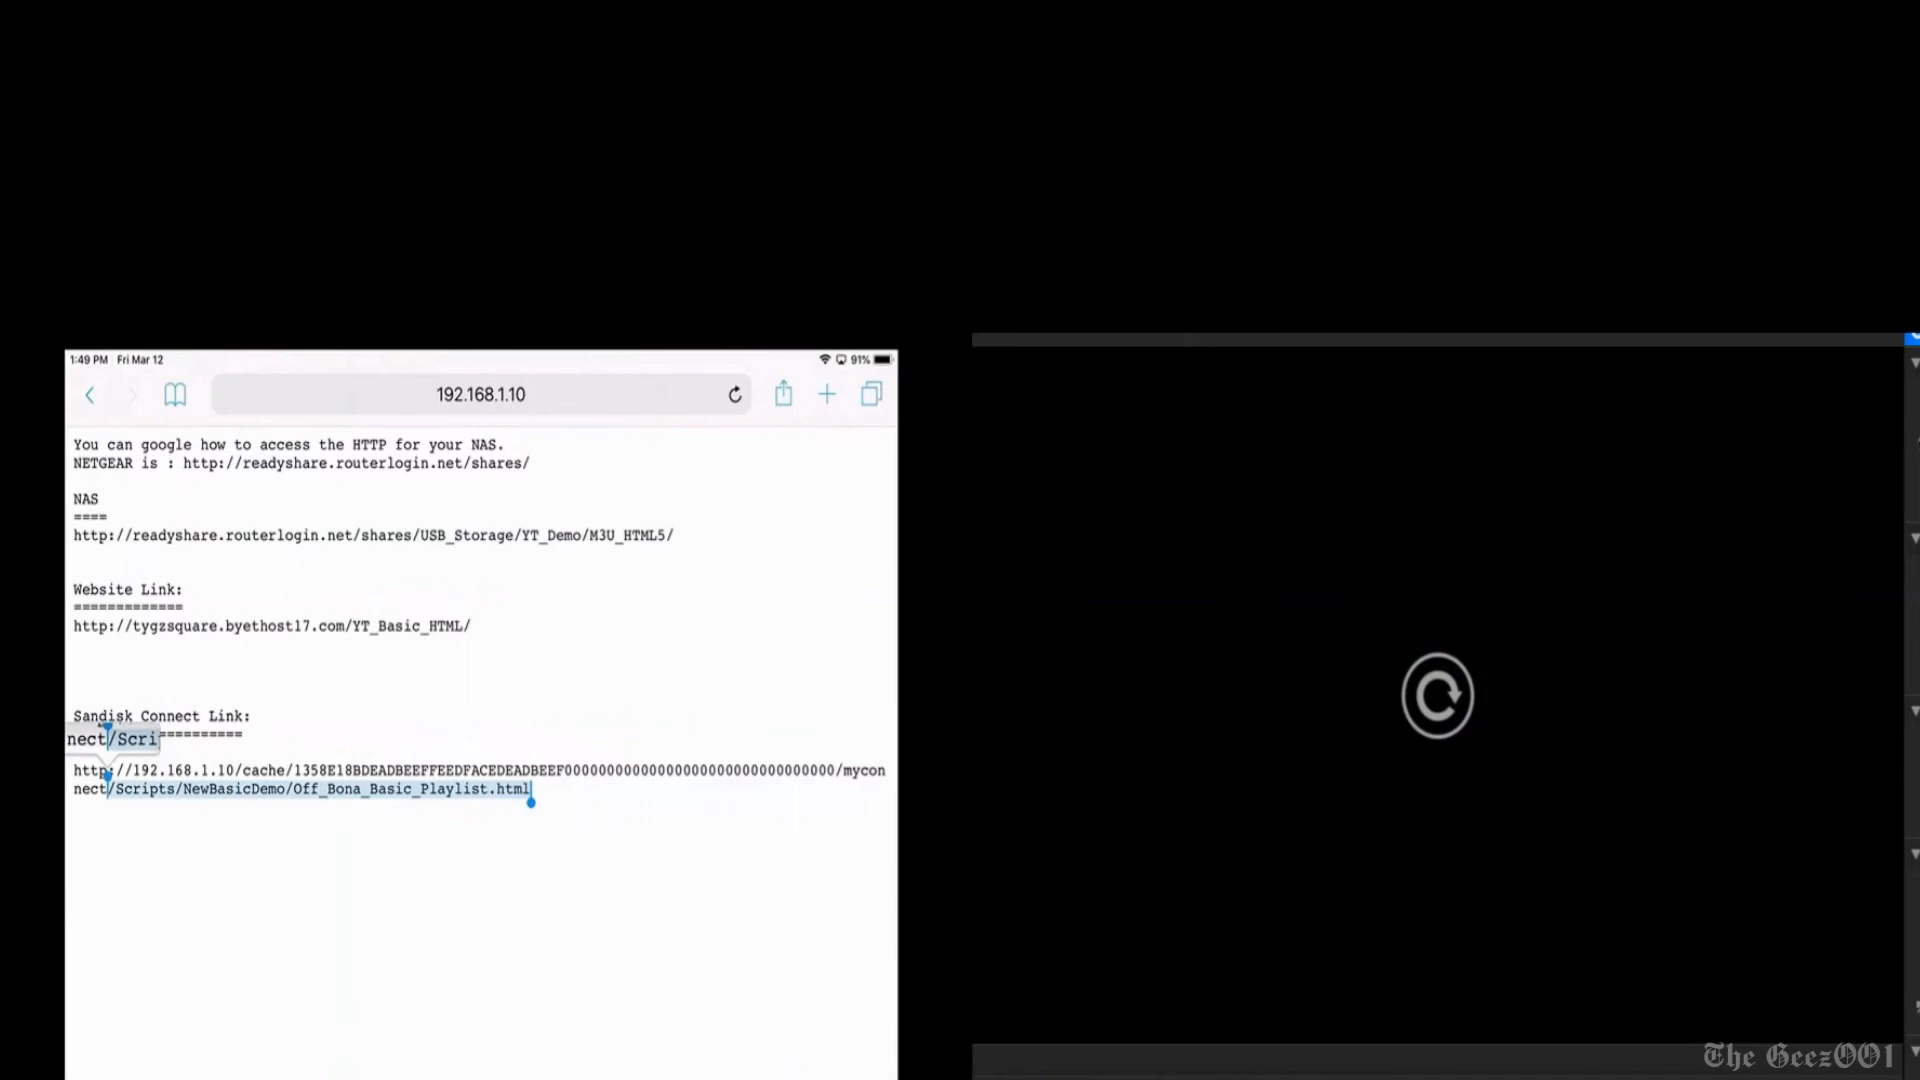 1:49 PM Fri Mar 12
91%
192.168.1.10
You can google how to access the HTTP for your NAS.
NETGEAR is : http://readyshare.routerlogin.net/shares/
NAS
====
http://readyshare.routerlogin.net/shares/USB_Storage/YT_Demo/M3U_HTML5/
Website Link:
=============
http://tygzsquare.byethost17.com/YT_Basic_HTML/
Sandisk Connect Link:
nect/Scri==========
http://192.168.1.10/cache/1358E18BDEADBEEFFEEDFACEDEADBEEF00000000000000000000000000000000/mycon
nect/Scripts/NewBasicDemo/Off_Bona_Basic_Playlist.html
The Geez001